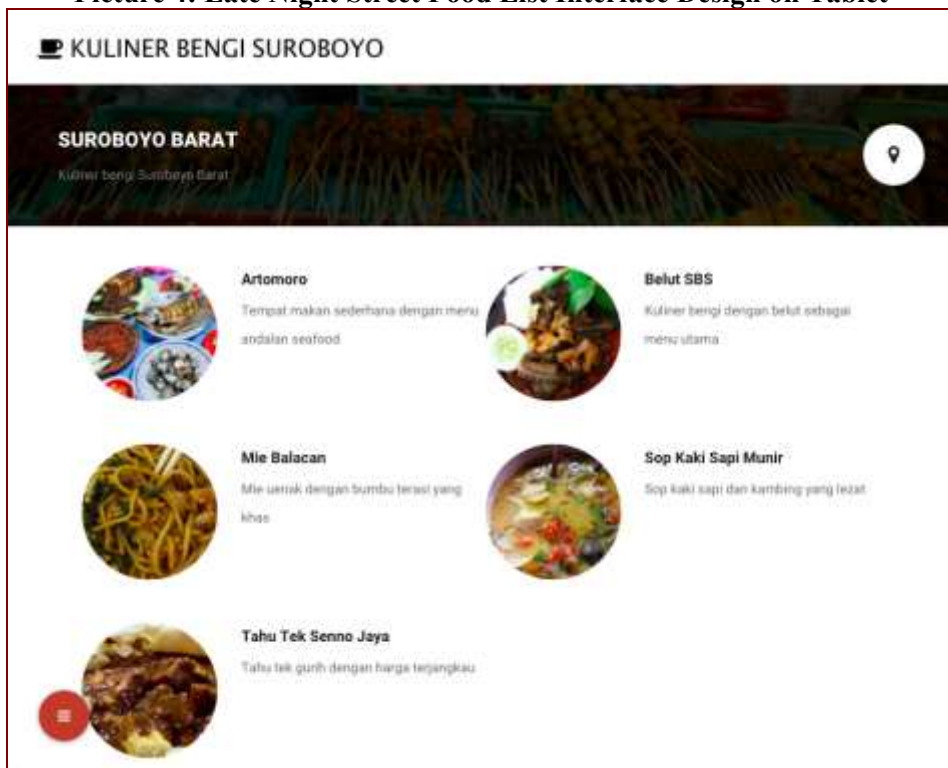 Picture 4. Late Night Street Food List Interface Design on Tablet
KULINER BENGI SUROBOYO
SUROBOYO BARAT
Kuliner bengi Suroboyo Barat
Artomoro
Tempat makan sederhana dengan menu
andalan seafood
Belut SBS
Kuliner bengi dengan belut sebagai
menu utama
Mie Balacan
Mie uenak dengan bumbu terasi yang
khas
Sop Kaki Sapi Munir
Sop kaki sapi dan kambing yang lezat
Tahu Tek Senno Jaya
Tahu tek gurih dengan harga terjangkau